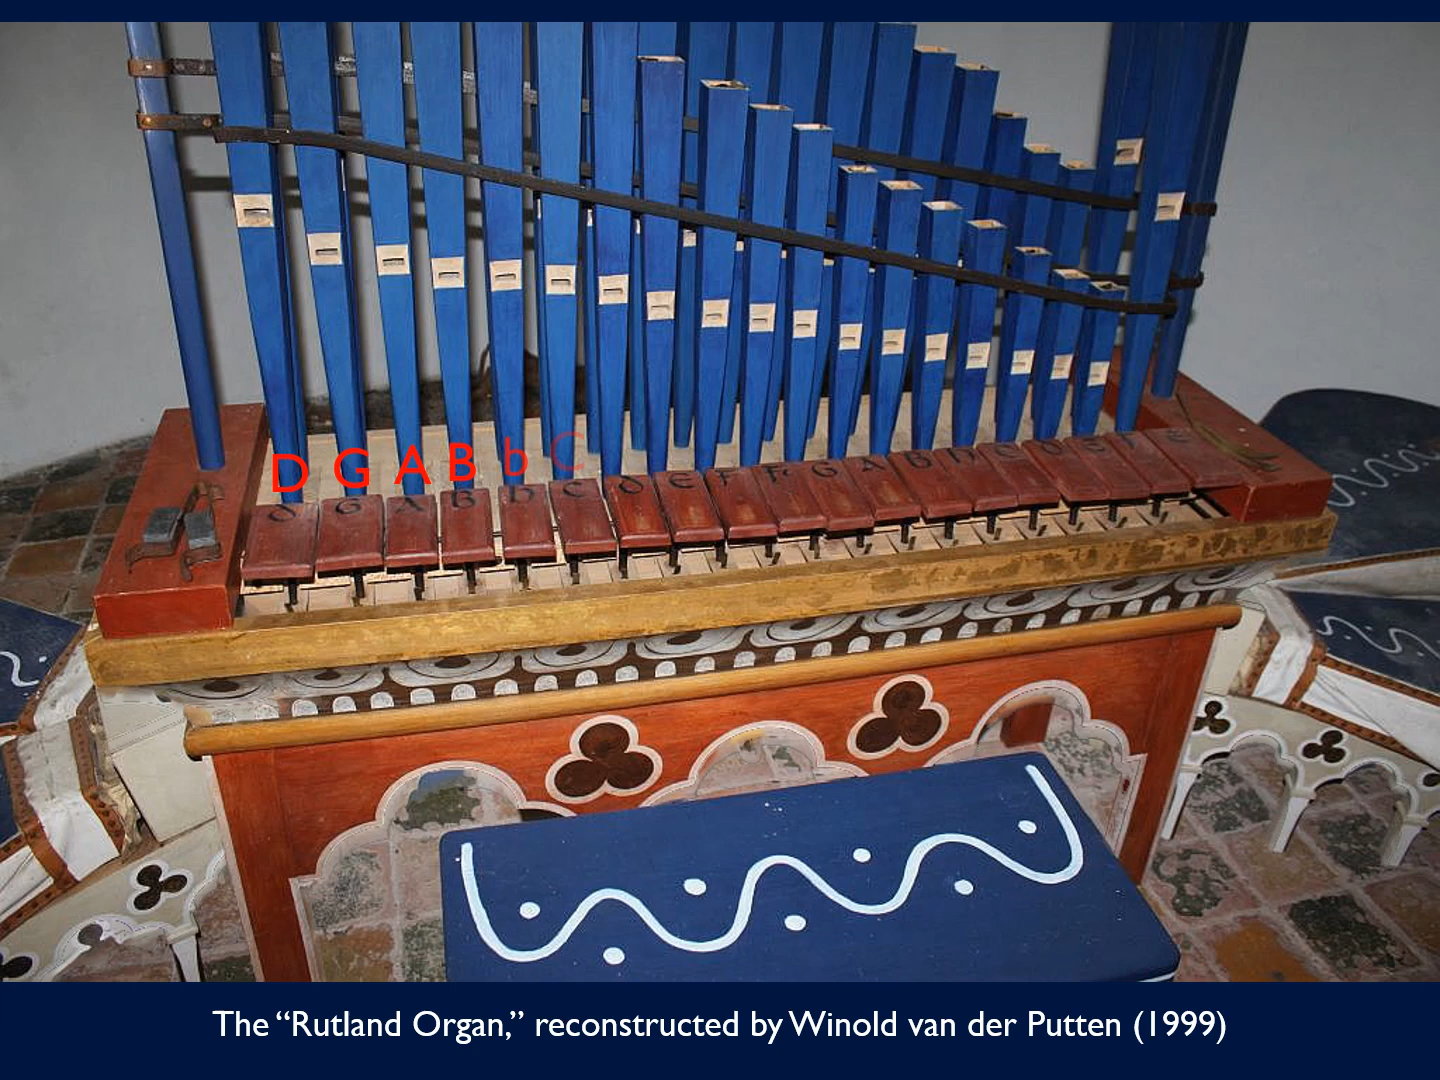 D G A B b C
D G A B H C D E F F G A B H C D E F E
The “Rutland Organ,” reconstructed by Winold van der Putten (1999)